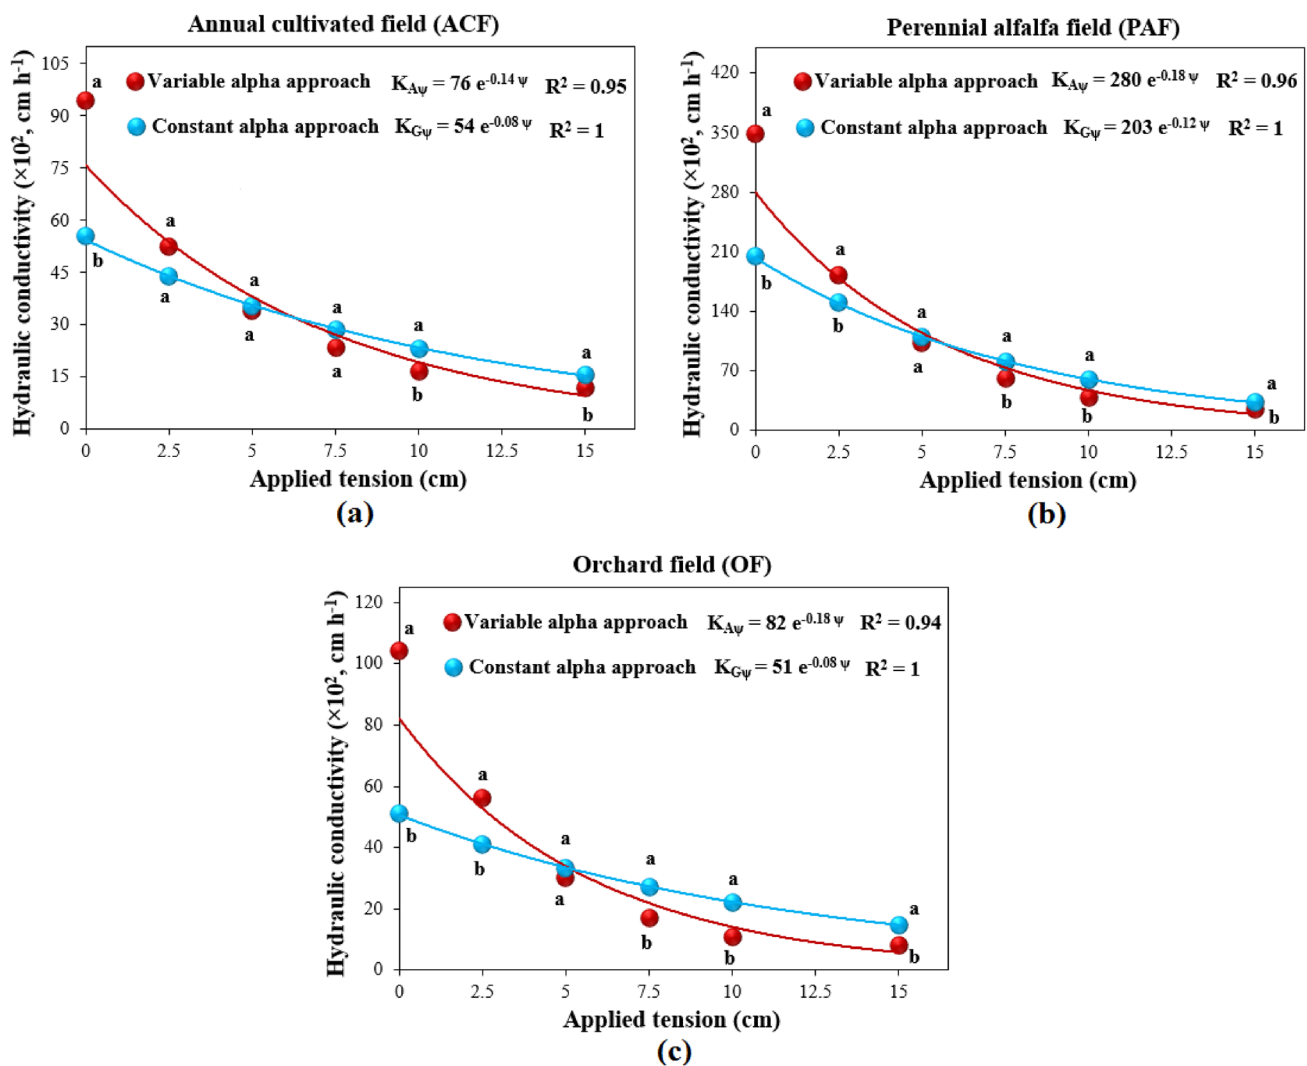 Annual cultivated field (ACF)
Hydraulic conductivity (×10², cm h⁻¹)
105
90
75
60
45
30
15
0
Variable alpha approach K_Aψ = 76 e^-0.14 ψ R² = 0.95
Constant alpha approach K_Gψ = 54 e^-0.08 ψ R² = 1
a
b
a
a
a
a
a
a
a
b
a
b
0 2.5 5 7.5 10 12.5 15
Applied tension (cm)
(a)
Perennial alfalfa field (PAF)
Hydraulic conductivity (×10², cm h⁻¹)
420
350
280
210
140
70
0
Variable alpha approach K_Aψ = 280 e^-0.18 ψ R² = 0.96
Constant alpha approach K_Gψ = 203 e^-0.12 ψ R² = 1
a
b
a
b
a
a
a
b
a
b
a
b
0 2.5 5 7.5 10 12.5 15
Applied tension (cm)
(b)
Orchard field (OF)
Hydraulic conductivity (×10², cm h⁻¹)
120
100
80
60
40
20
0
Variable alpha approach K_Aψ = 82 e^-0.18 ψ R² = 0.94
Constant alpha approach K_Gψ = 51 e^-0.08 ψ R² = 1
a
b
a
b
a
a
a
b
a
b
a
b
0 2.5 5 7.5 10 12.5 15
Applied tension (cm)
(c)